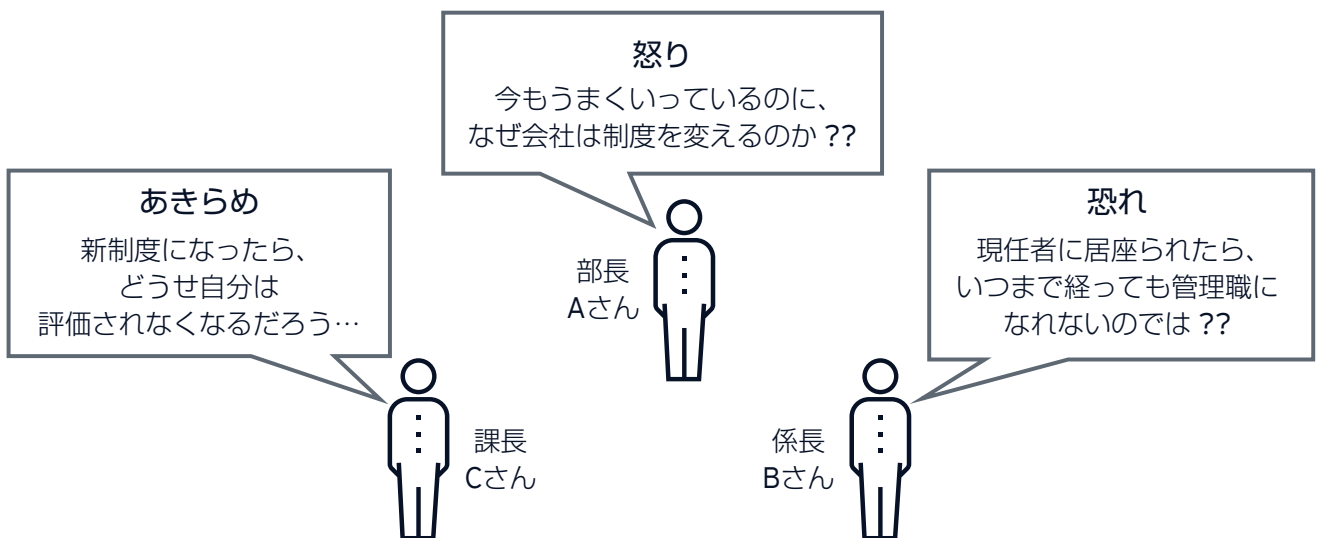 怒り
今もうまくいっているのに、
なぜ会社は制度を変えるのか ??
あきらめ
新制度になったら、
どうせ自分は
評価されなくなるだろう…
恐れ
現任者に居座られたら、
いつまで経っても管理職に
なれないのでは ??
部長
Aさん
課長
Cさん
係長
Bさん